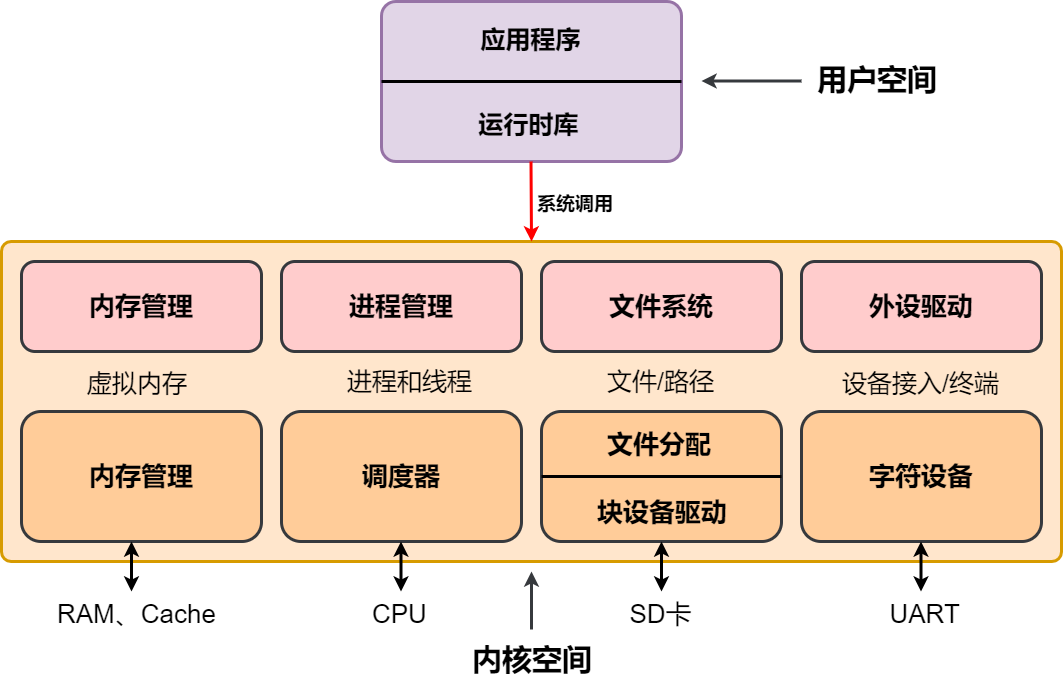 应用程序
用户空间
运行时库
系统调用
内存管理
进程管理
文件系统
外设驱动
虚拟内存
进程和线程
文件/路径
设备接入/终端
内存管理
调度器
文件分配
块设备驱动
字符设备
RAM、Cache
CPU
SD卡
UART
内核空间